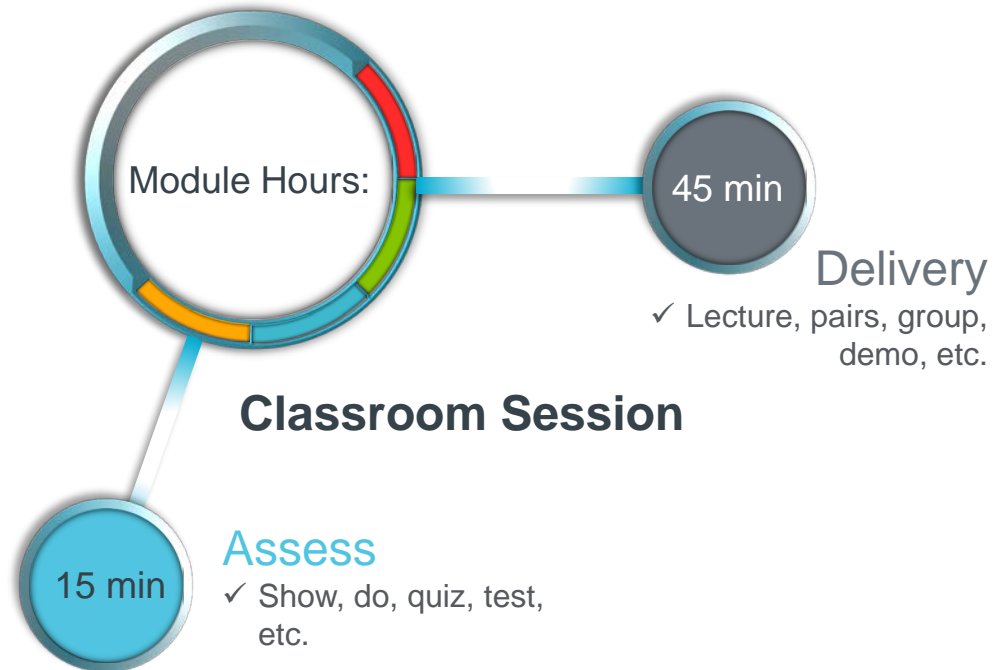 Module Hours:
45 min
Delivery
✓ Lecture, pairs, group,
demo, etc.
Classroom Session
15 min
Assess
✓ Show, do, quiz, test,
etc.